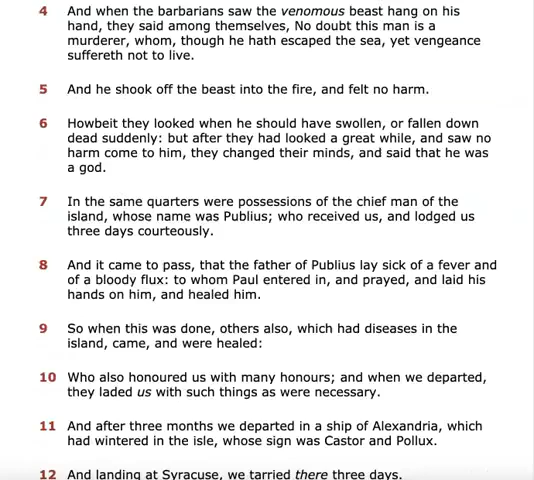 4 And when the barbarians saw the venomous beast hang on his
hand, they said among themselves, No doubt this man is a
murderer, whom, though he hath escaped the sea, yet vengeance
suffereth not to live.
5 And he shook off the beast into the fire, and felt no harm.
6 Howbeit they looked when he should have swollen, or fallen down
dead suddenly: but after they had looked a great while, and saw no
harm come to him, they changed their minds, and said that he was
a god.
7 In the same quarters were possessions of the chief man of the
island, whose name was Publius; who received us, and lodged us
three days courteously.
8 And it came to pass, that the father of Publius lay sick of a fever and
of a bloody flux: to whom Paul entered in, and prayed, and laid his
hands on him, and healed him.
9 So when this was done, others also, which had diseases in the
island, came, and were healed:
10 Who also honoured us with many honours; and when we departed,
they laded us with such things as were necessary.
11 And after three months we departed in a ship of Alexandria, which
had wintered in the isle, whose sign was Castor and Pollux.
12 And landing at Syracuse, we tarried there three days.